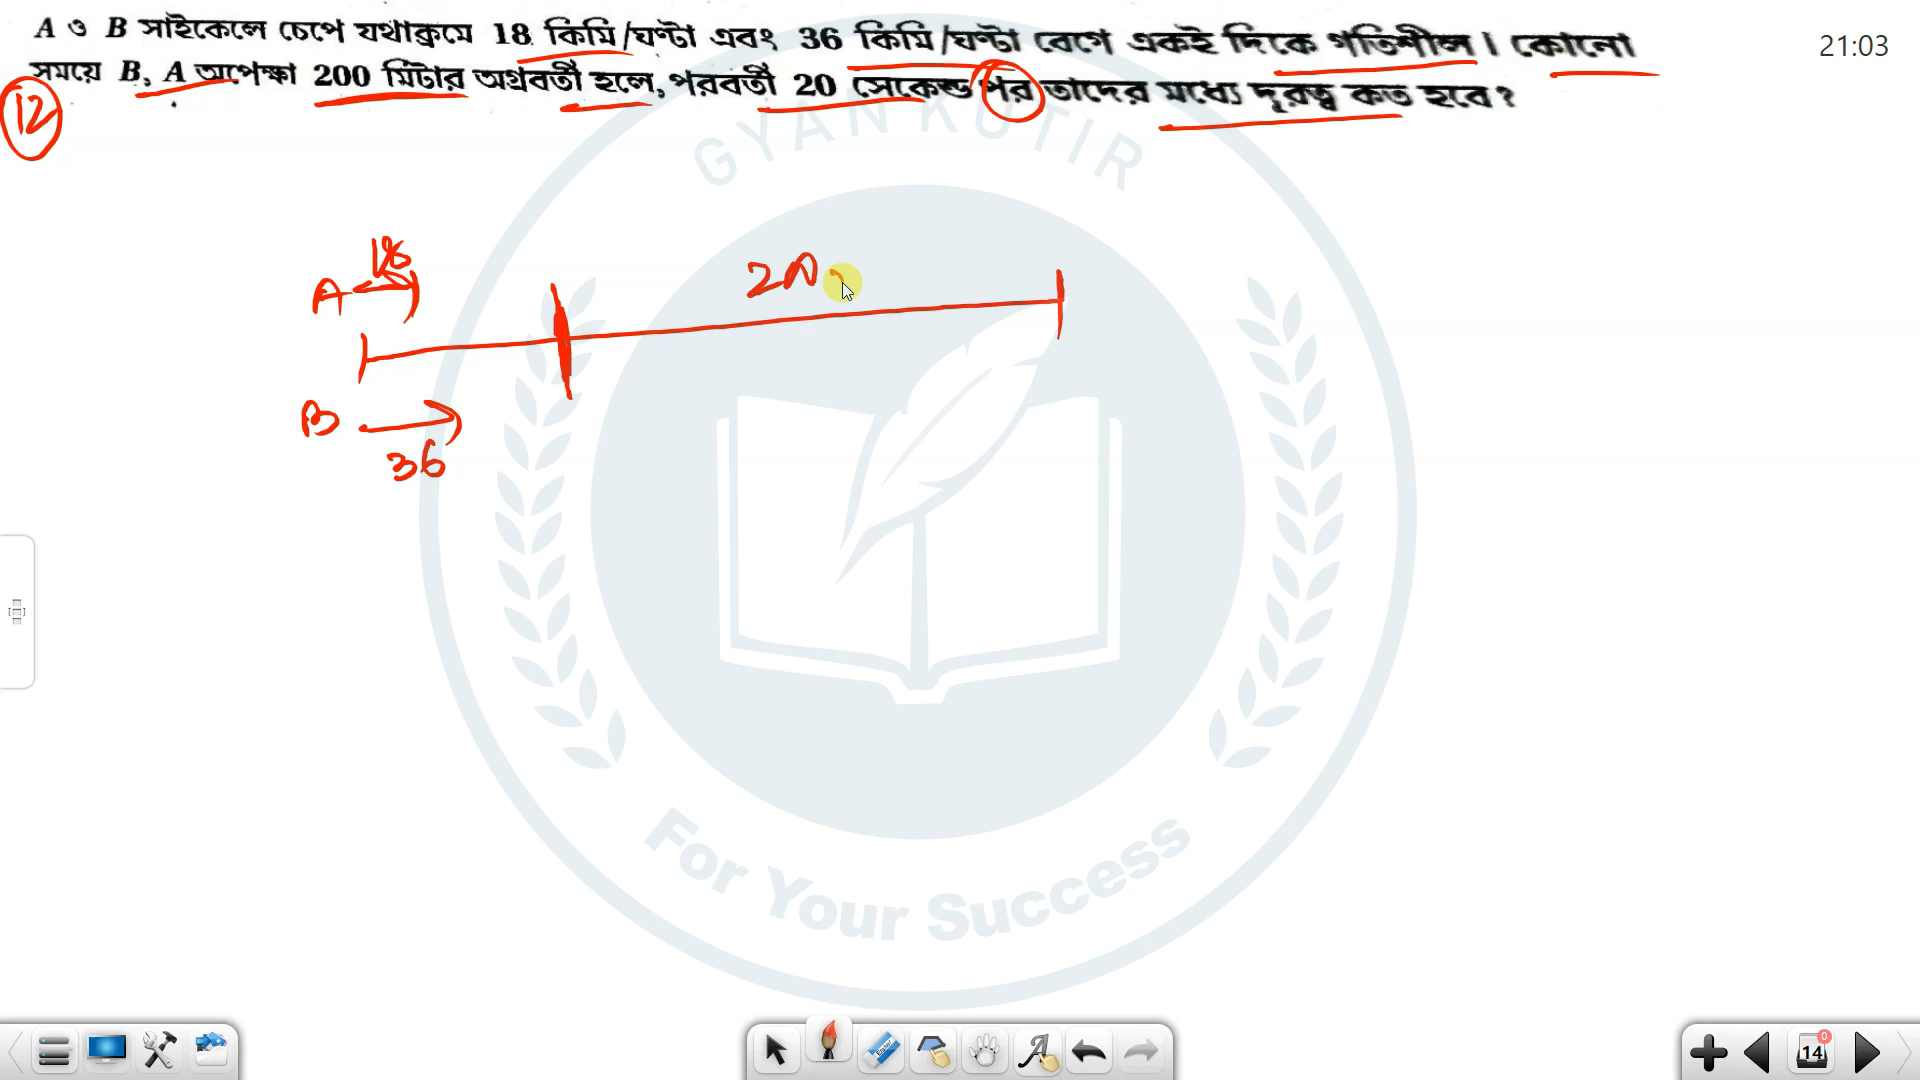 A ও B সাইকেলে চেপে যথাক্রমে 18 কিমি/ঘণ্টা এবং 36 কিমি/ঘণ্টা বেগে একই দিকে গতিশীল। কোনো
সময়ে B, A অপেক্ষা 200 মিটার অগ্রবর্তী হলে, পরবর্তী 20 সেকেন্ড পর তাদের মধ্যে দূরত্ব কত হবে?
21:03
12
GYAN KUTIR
18
A
B
36
For Your Success
14
0